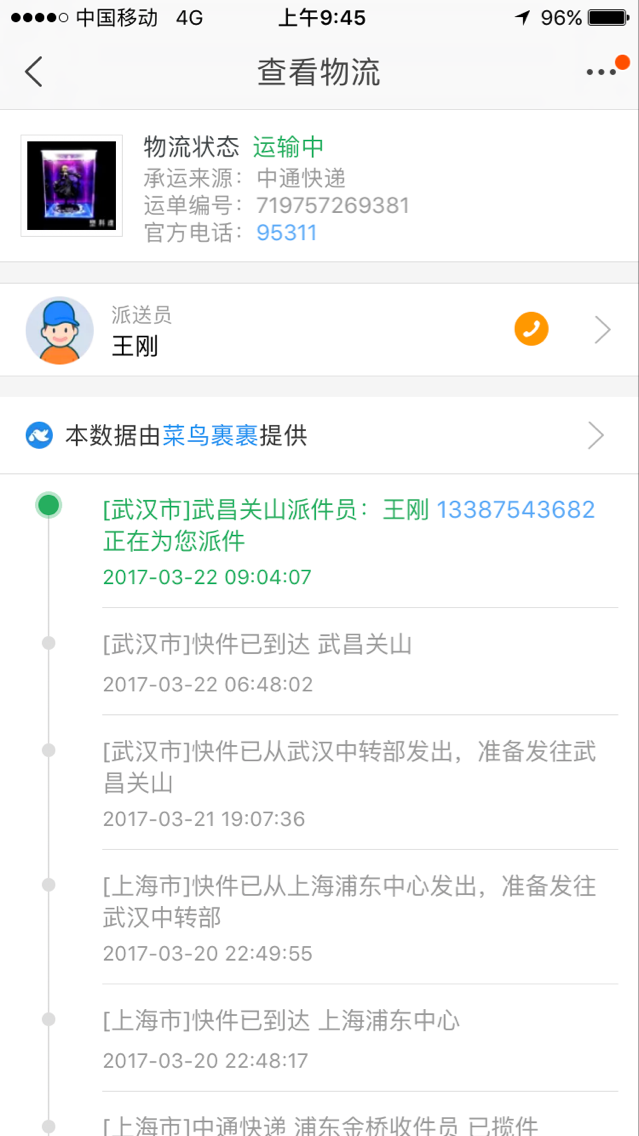 中国移动 4G 上午9:45 96%
查看物流
物流状态 运输中
承运来源：中通快递
运单编号：719757269381
官方电话：95311
派送员
王刚
本数据由菜鸟裹裹提供
[武汉市]武昌关山派件员：王刚 13387543682
正在为您派件
2017-03-22 09:04:07
[武汉市]快件已到达 武昌关山
2017-03-22 06:48:02
[武汉市]快件已从武汉中转部发出，准备发往武
昌关山
2017-03-21 19:07:36
[上海市]快件已从上海浦东中心发出，准备发往
武汉中转部
2017-03-20 22:49:55
[上海市]快件已到达 上海浦东中心
2017-03-20 22:48:17
[上海市]中通快递 浦东金桥收件员 已揽件